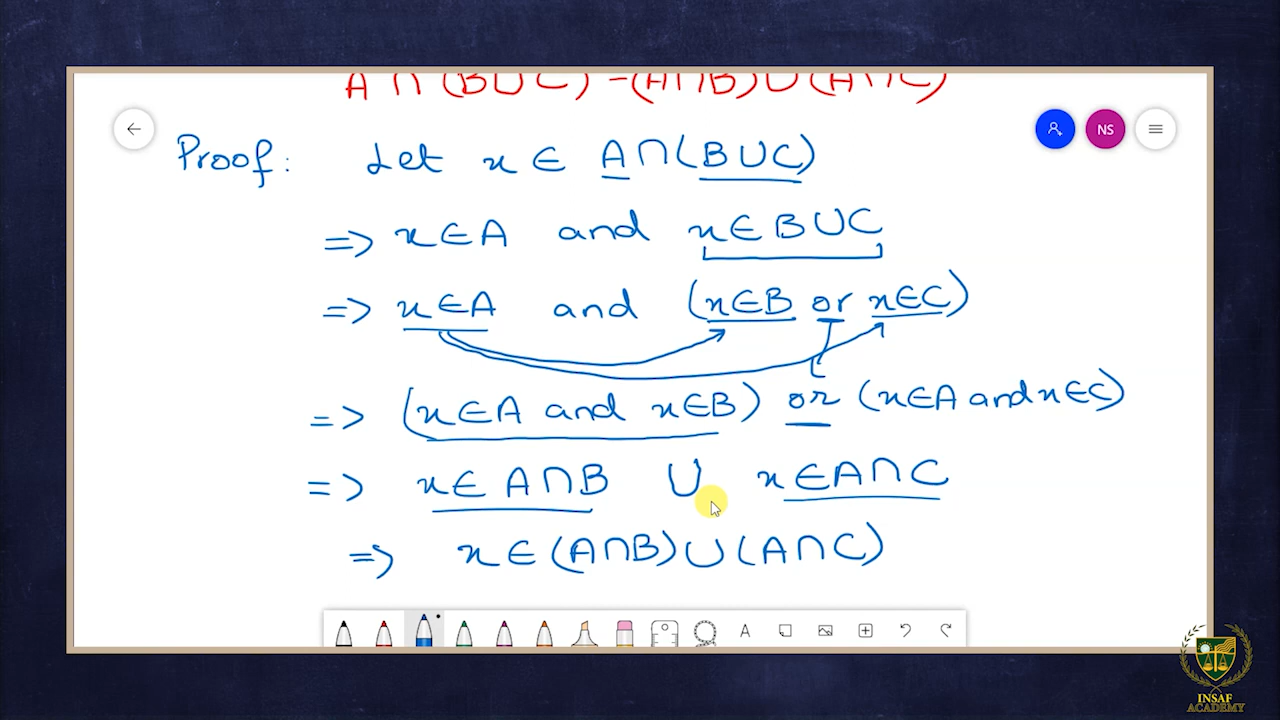 A ∩ (B ∪ C) = (A∩B) ∪ (A∩C)
NS
Proof: Let x ∈ A∩(B∪C)
=> x∈A and x∈B∪C
=> x∈A and (x∈B or x∈C)
=> (x∈A and x∈B) or (x∈A and x∈C)
=> x∈ A∩B ∪ x∈A∩C
=> x∈(A∩B)∪(A∩C)
A
INSAF
ACADEMY